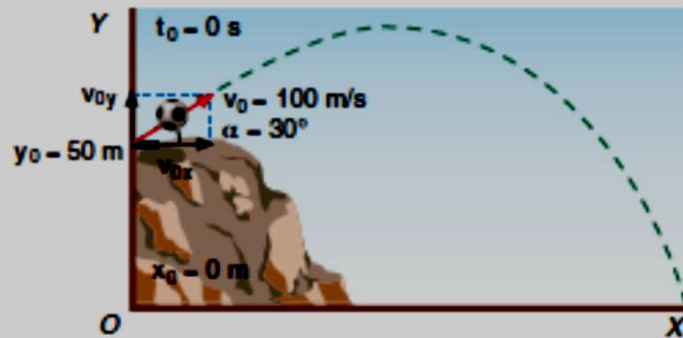 Y
t₀ – 0 s
v₀y
v₀ – 100 m/s
α – 30°
y₀ – 50 m
v₀x
x₀ – 0 m
O
X